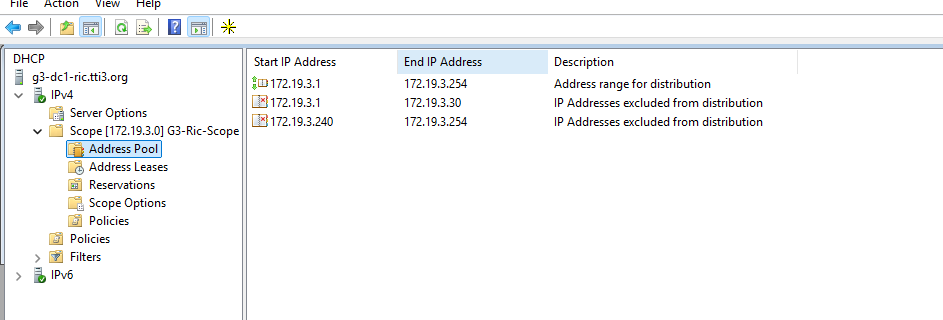 File Action View Help
DHCP
g3-dc1-ric.tti3.org
IPv4
Server Options
Scope [172.19.3.0] G3-Ric-Scope
Address Pool
Address Leases
Reservations
Scope Options
Policies
Policies
Filters
IPv6
Start IP Address End IP Address Description
172.19.3.1 172.19.3.254 Address range for distribution
172.19.3.1 172.19.3.30 IP Addresses excluded from distribution
172.19.3.240 172.19.3.254 IP Addresses excluded from distribution